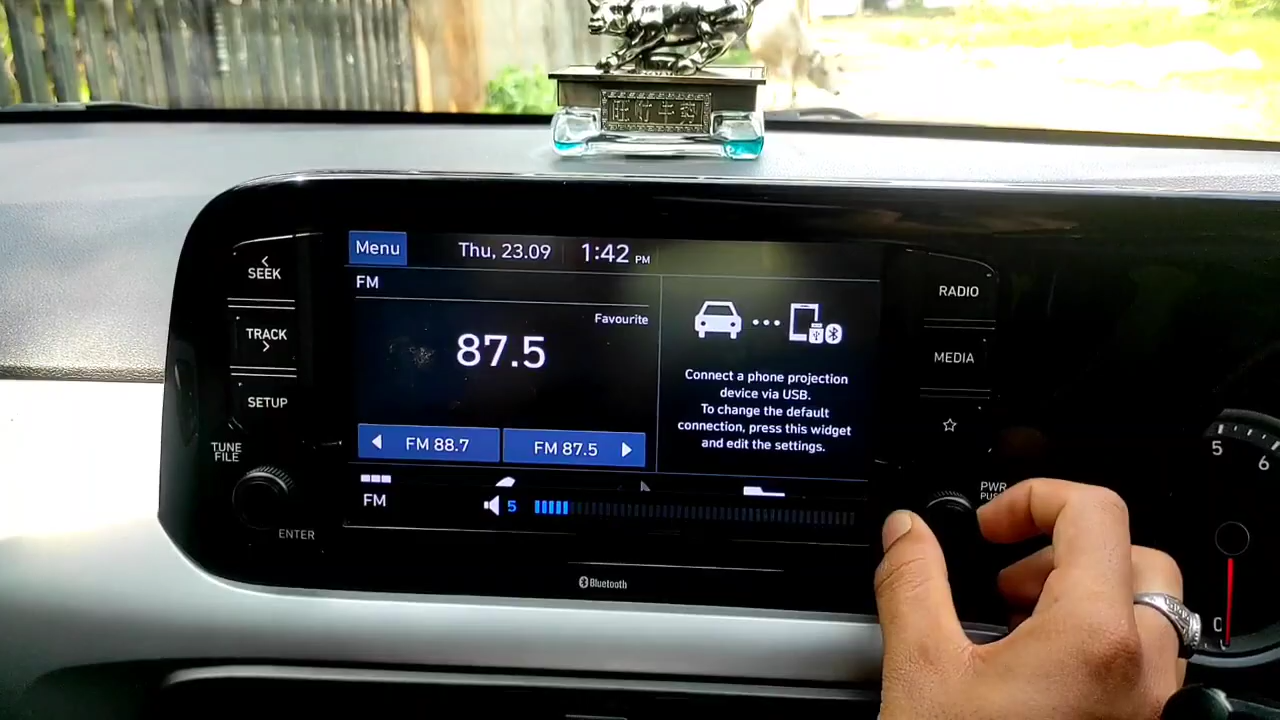 Menu
Thu, 23.09
1:42 PM
FM
Favourite
87.5
FM 88.7
FM 87.5
Connect a phone projection
device via USB.
To change the default
connection, press this widget
and edit the settings.
FM
5
Bluetooth
SEEK
TRACK
SETUP
TUNE
FILE
ENTER
RADIO
MEDIA
PWR
5
6
0